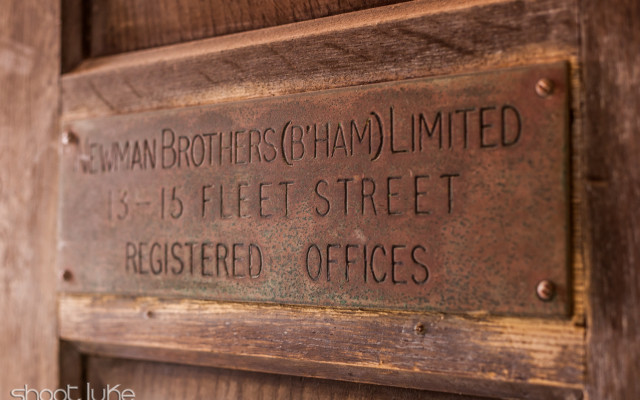 NEWMAN BROTHERS (B'HAM) LIMITED
13-15 FLEET STREET
REGISTERED OFFICES
shoot luke